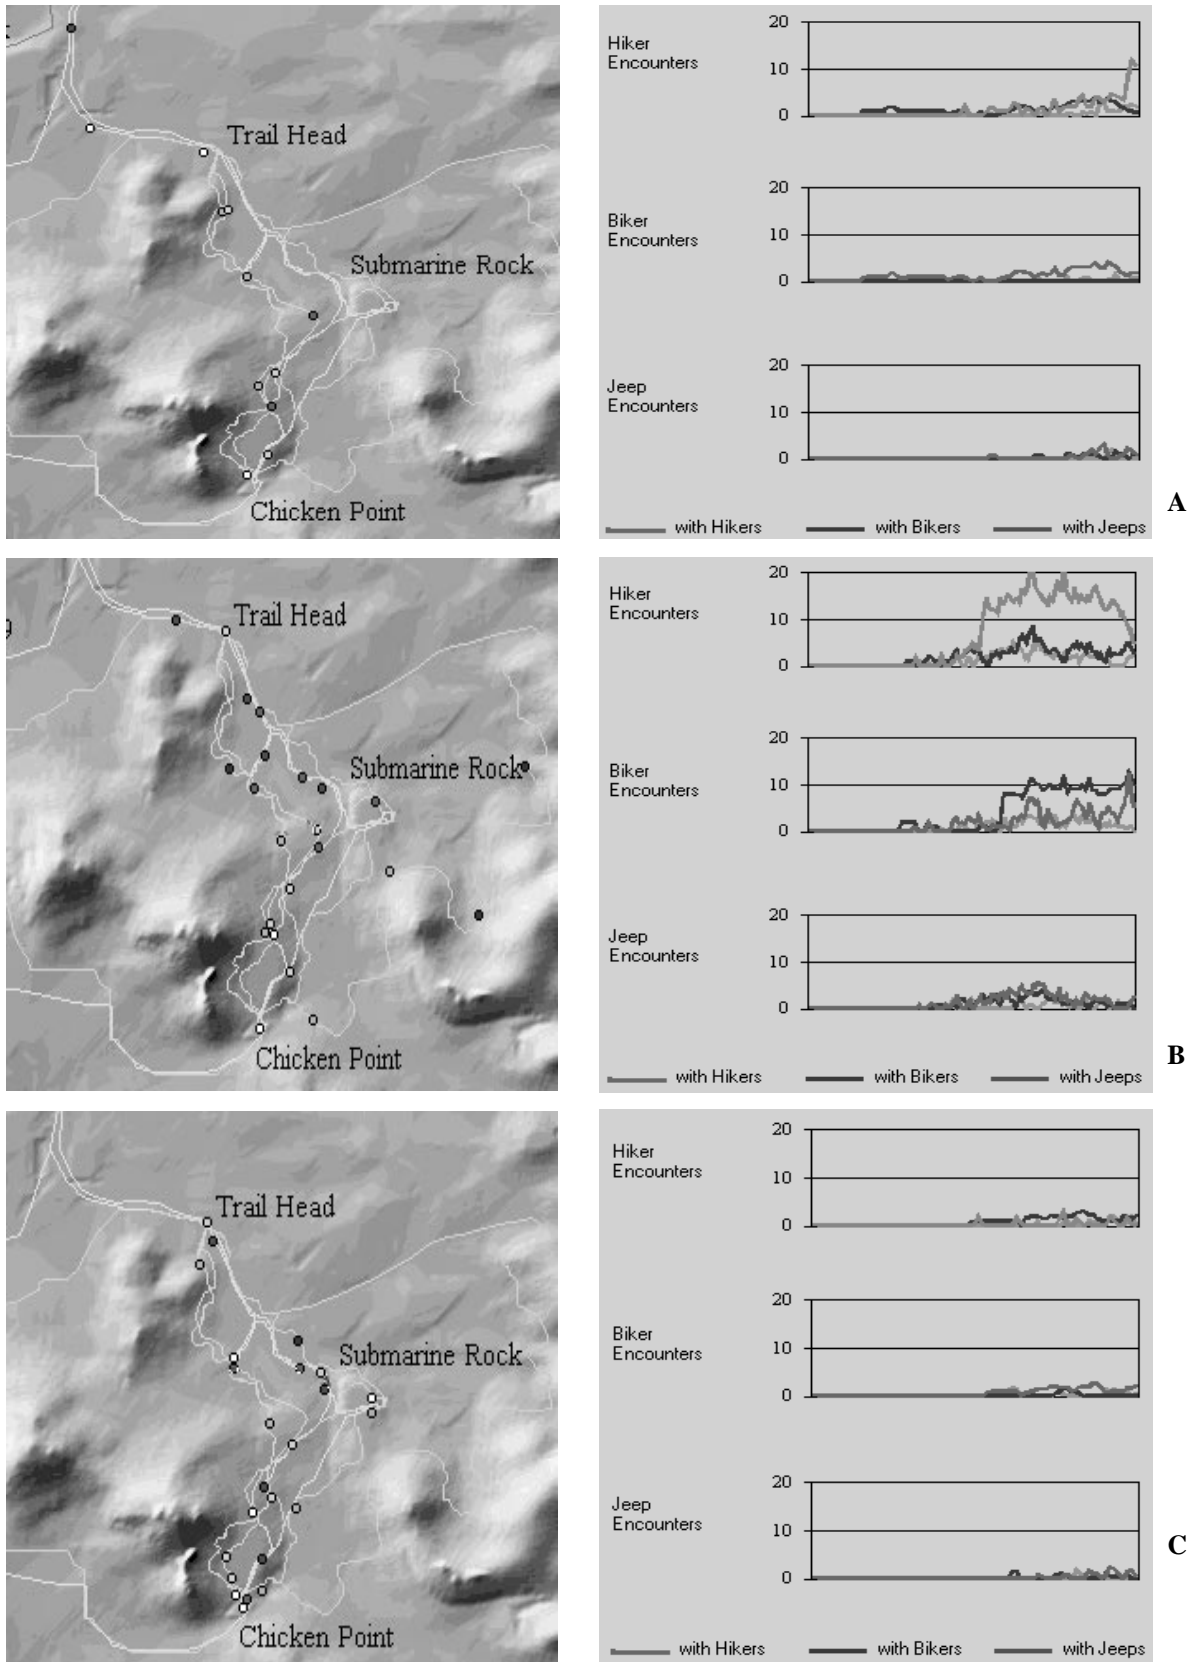 Trail Head
Submarine Rock
Chicken Point
Hiker
Encounters
20
10
0
Biker
Encounters
20
10
0
Jeep
Encounters
20
10
0
with Hikers with Bikers with Jeeps
A
Trail Head
Submarine Rock
Chicken Point
Hiker
Encounters
20
10
0
Biker
Encounters
20
10
0
Jeep
Encounters
20
10
0
with Hikers with Bikers with Jeeps
B
Trail Head
Submarine Rock
Chicken Point
Hiker
Encounters
20
10
0
Biker
Encounters
20
10
0
Jeep
Encounters
20
10
0
with Hikers with Bikers with Jeeps
C